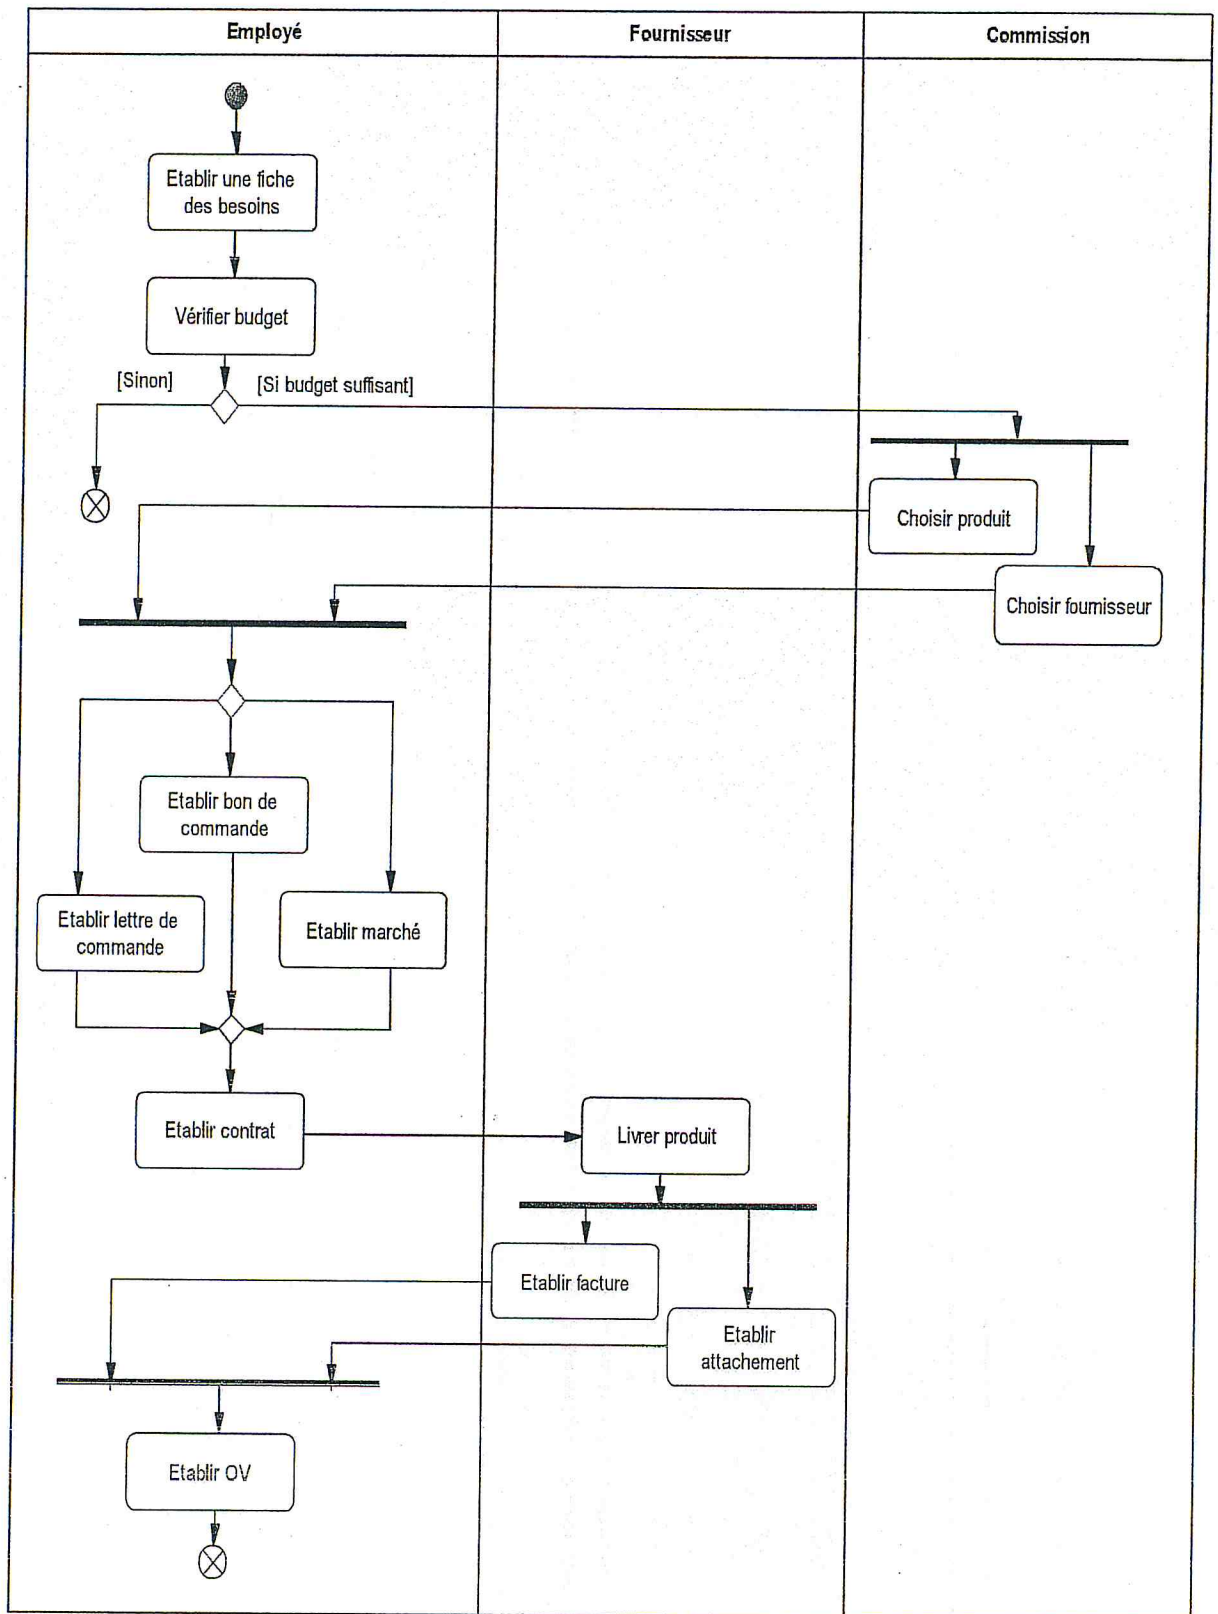 Employé
Fournisseur
Commission
Etablir une fiche
des besoins
Vérifier budget
[Sinon]
[Si budget suffisant]
Choisir produit
Choisir fournisseur
Etablir bon de
commande
Etablir lettre de
commande
Etablir marché
Etablir contrat
Livrer produit
Etablir facture
Etablir
attachement
Etablir OV